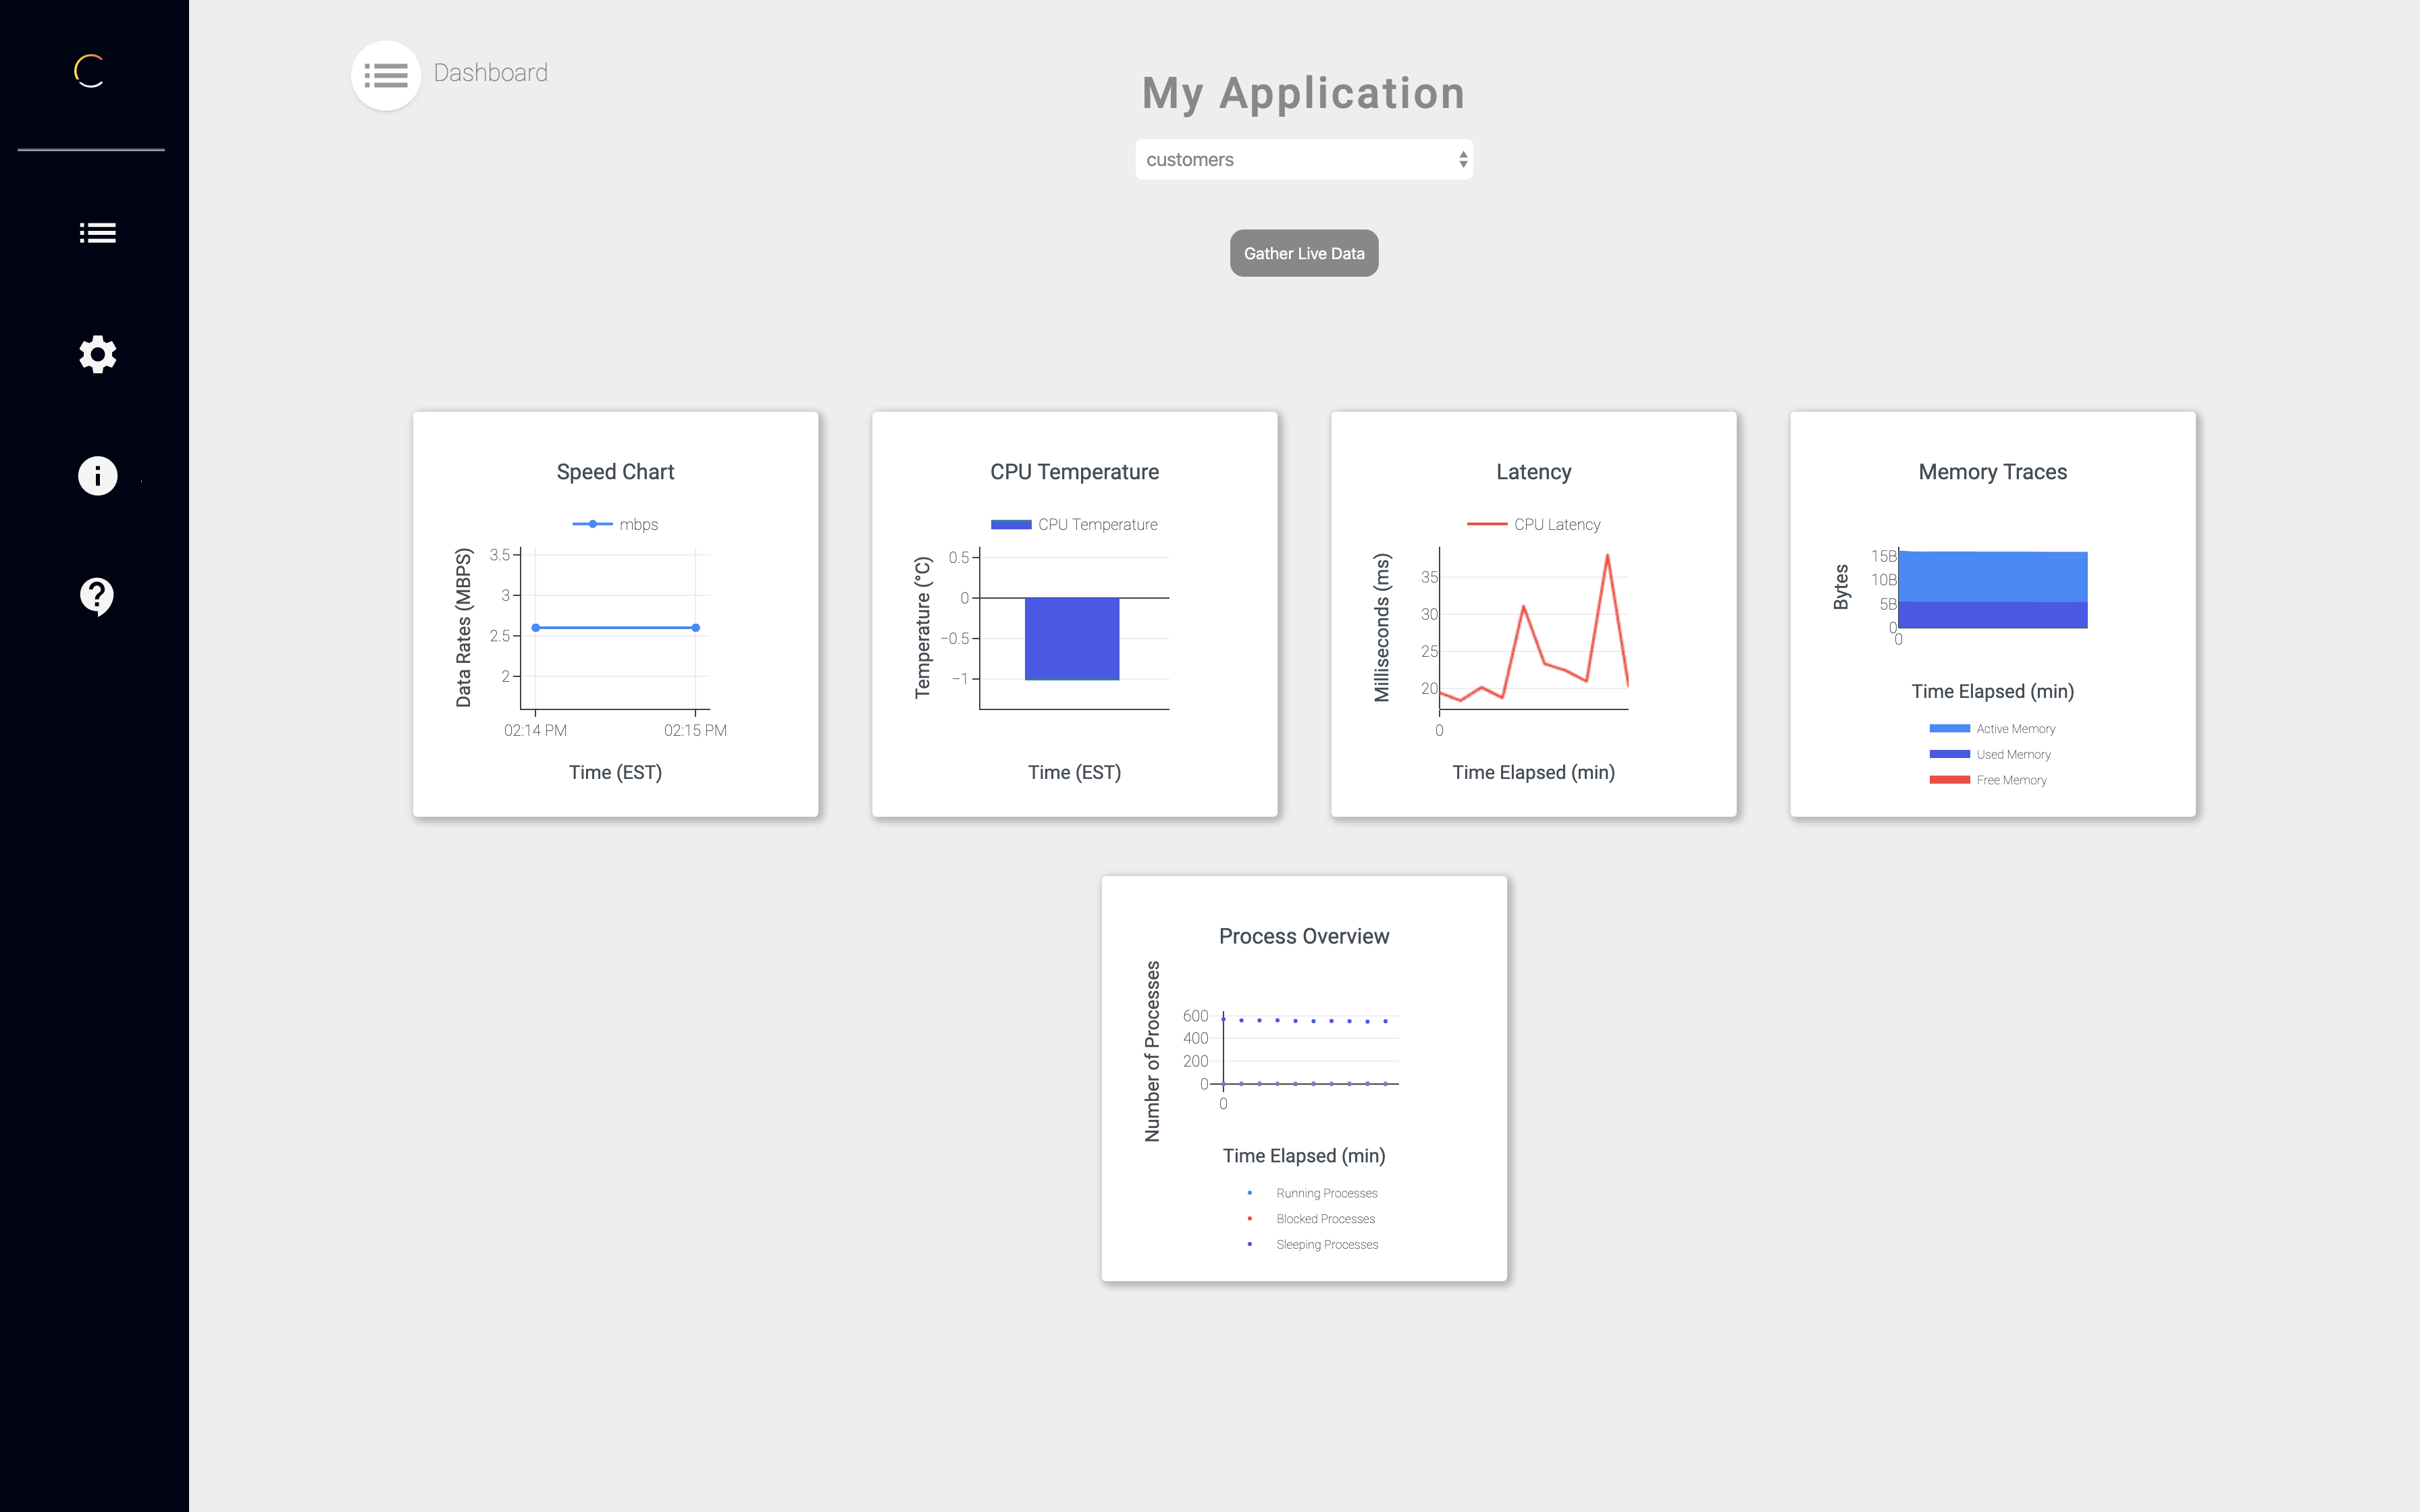 Dashboard
My Application
customers
Gather Live Data
Speed Chart
mbps
Data Rates (MBPS)
3.5
3
2.5
2
02:14 PM 02:15 PM
Time (EST)
CPU Temperature
CPU Temperature
Temperature (°C)
0.5
0
−0.5
−1
Time (EST)
Latency
CPU Latency
Milliseconds (ms)
35
30
25
20
0
Time Elapsed (min)
Memory Traces
Bytes
15B
10B
5B
0
0
Time Elapsed (min)
Active Memory
Used Memory
Free Memory
Process Overview
Number of Processes
600
400
200
0
0
Time Elapsed (min)
Running Processes
Blocked Processes
Sleeping Processes